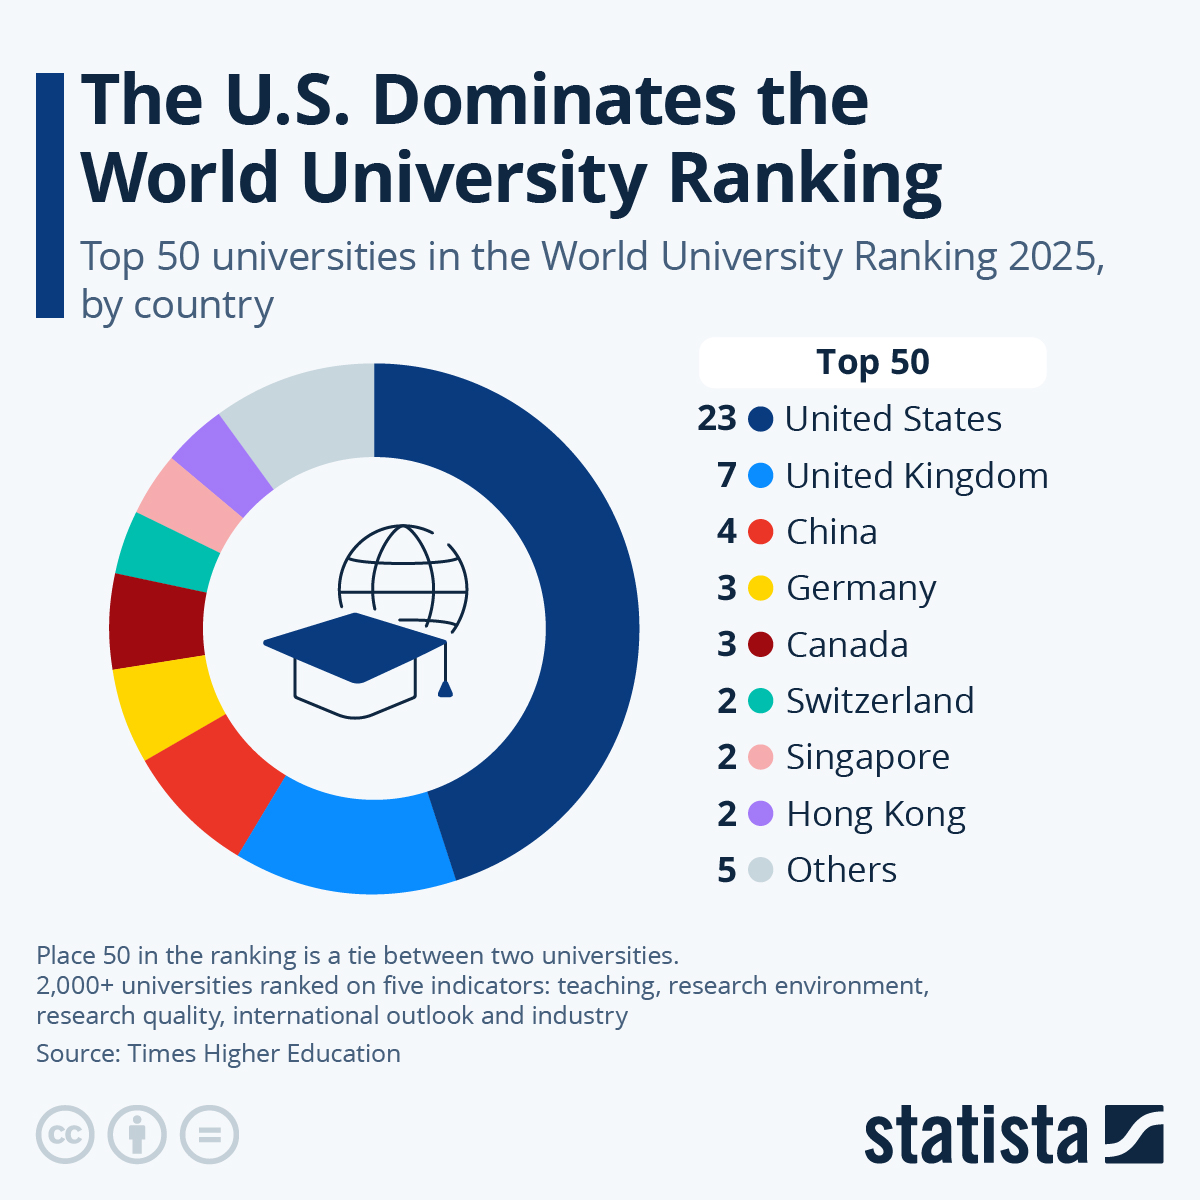 The U.S. Dominates the
World University Ranking
Top 50 universities in the World University Ranking 2025,
by country
Top 50
23 United States
7 United Kingdom
4 China
3 Germany
3 Canada
2 Switzerland
2 Singapore
2 Hong Kong
5 Others
Place 50 in the ranking is a tie between two universities.
2,000+ universities ranked on five indicators: teaching, research environment,
research quality, international outlook and industry
Source: Times Higher Education
cc
statista